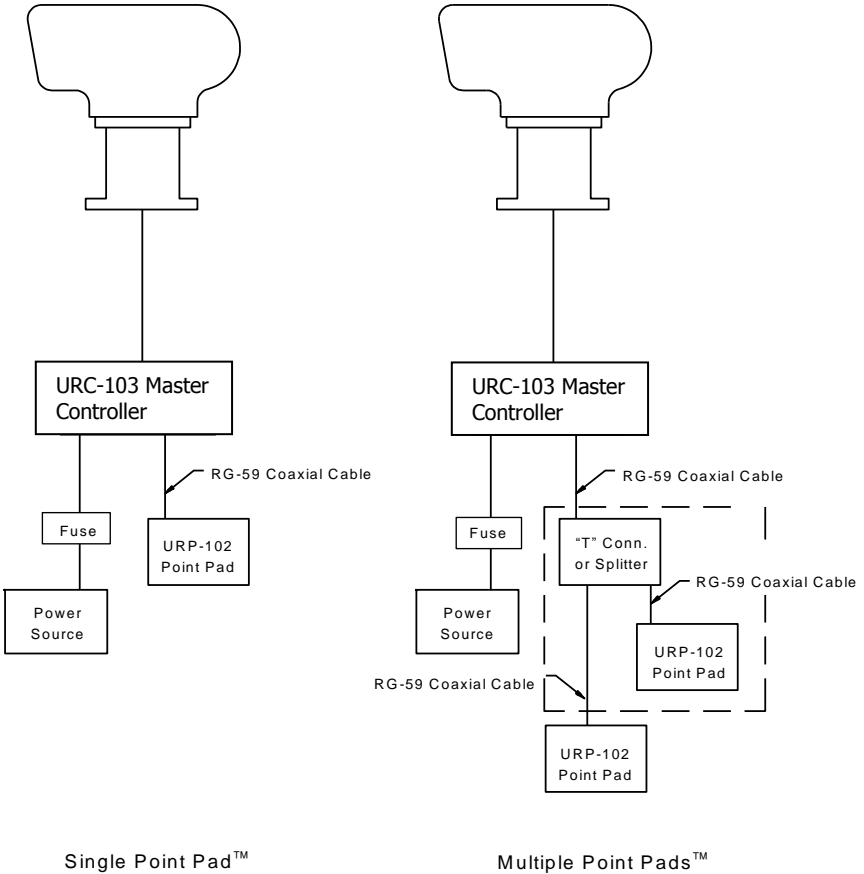 URC-103 Master
Controller
RG-59 Coaxial Cable
Fuse
URP-102
Point Pad
Power
Source
Single Point Pad™
URC-103 Master
Controller
RG-59 Coaxial Cable
Fuse
“T” Conn.
or Splitter
RG-59 Coaxial Cable
Power
Source
URP-102
Point Pad
RG-59 Coaxial Cable
URP-102
Point Pad
Multiple Point Pads™